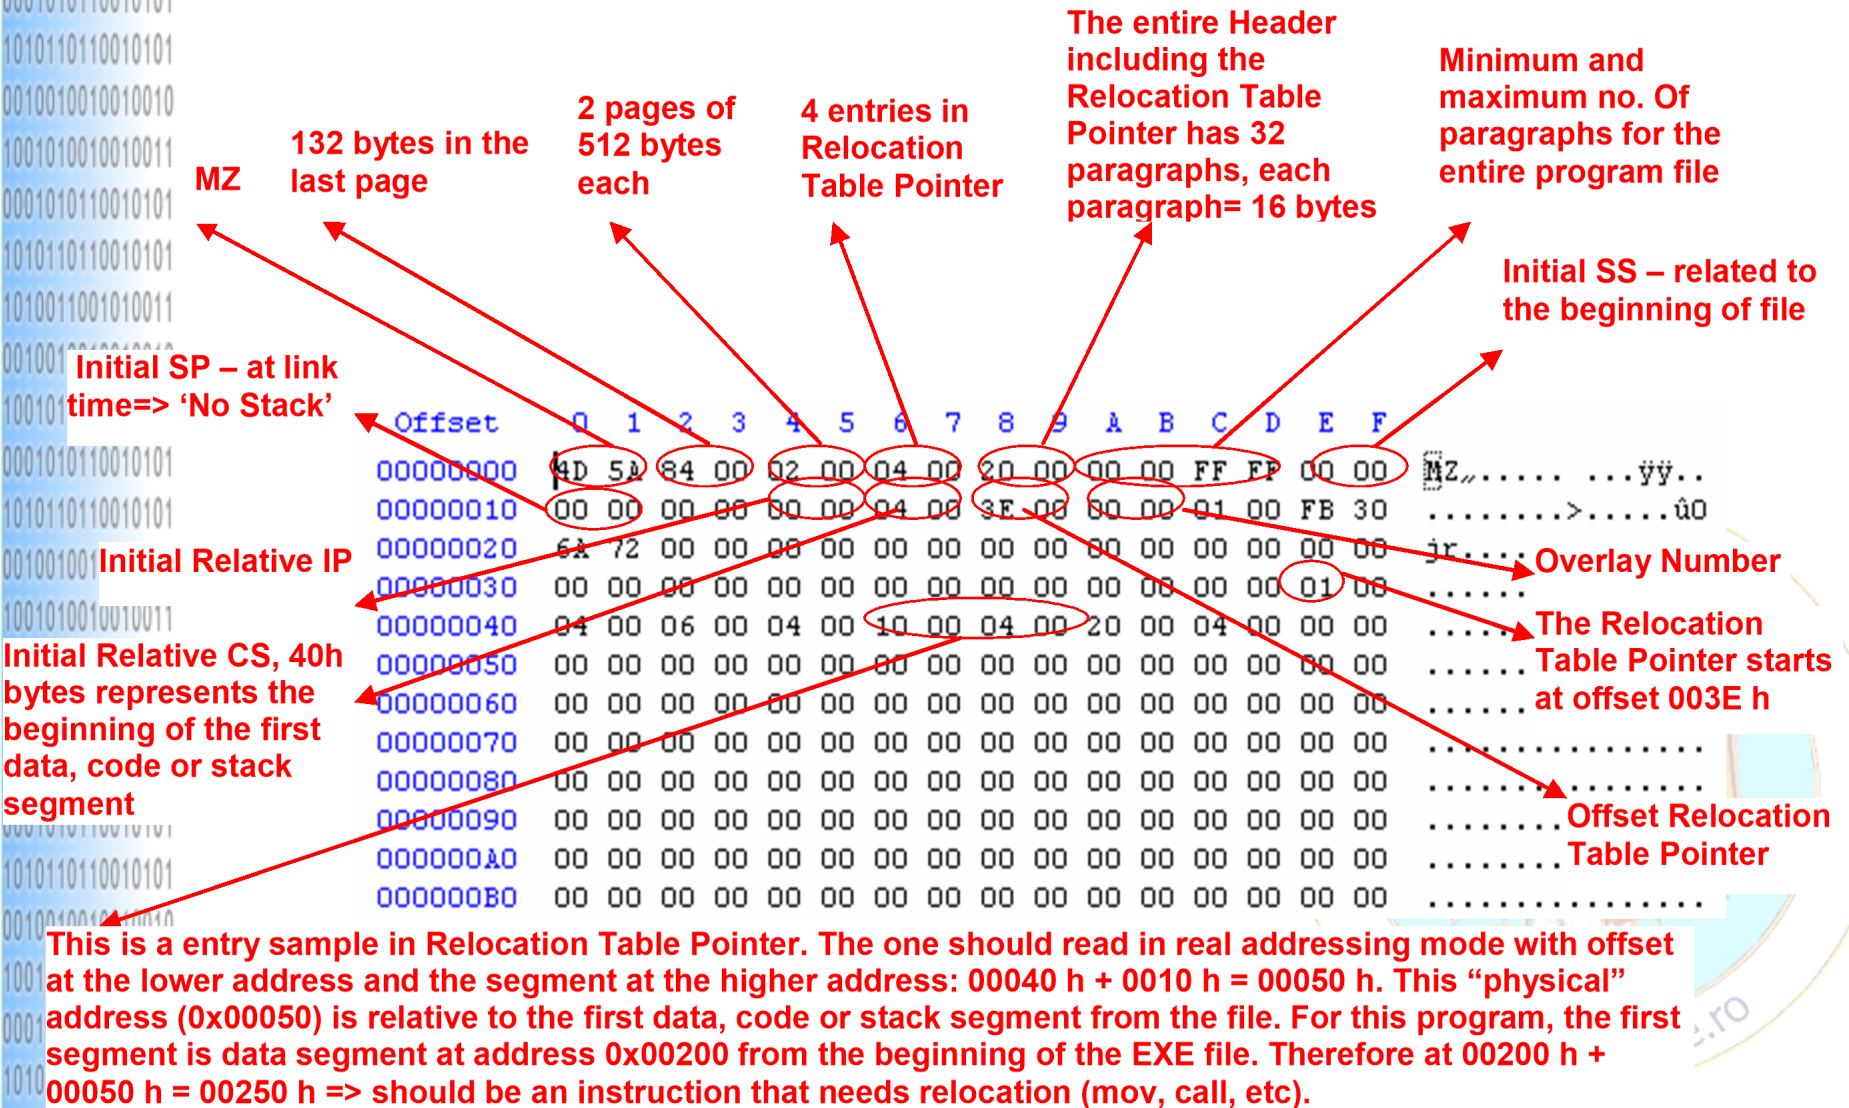 The entire Header
including the
Relocation Table
Pointer has 32
paragraphs, each
paragraph= 16 bytes
Minimum and
maximum no. Of
paragraphs for the
entire program file
2 pages of
512 bytes
each
4 entries in
Relocation
Table Pointer
132 bytes in the
last page
MZ
Initial SS – related to
the beginning of file
Initial SP – at link
time=> ‘No Stack’
Offset 0 1 2 3 4 5 6 7 8 9 A B C D E F
00000000 4D 5A 84 00 02 00 04 00 20 00 00 00 FF FF 00 00 MZ„..... ...ÿÿ..
00000010 00 00 00 00 00 00 04 00 3E 00 00 00 01 00 FB 30 ........>.....û0
00000020 6A 72 00 00 00 00 00 00 00 00 00 00 00 00 00 00 jr....
00000030 00 00 00 00 00 00 00 00 00 00 00 00 00 00 01 00 ......
00000040 04 00 06 00 04 00 10 00 04 00 20 00 04 00 00 00 ......
00000050 00 00 00 00 00 00 00 00 00 00 00 00 00 00 00 00 ......
00000060 00 00 00 00 00 00 00 00 00 00 00 00 00 00 00 00 ......
00000070 00 00 00 00 00 00 00 00 00 00 00 00 00 00 00 00 ................
00000080 00 00 00 00 00 00 00 00 00 00 00 00 00 00 00 00 ................
00000090 00 00 00 00 00 00 00 00 00 00 00 00 00 00 00 00 ........
000000A0 00 00 00 00 00 00 00 00 00 00 00 00 00 00 00 00 ........
000000B0 00 00 00 00 00 00 00 00 00 00 00 00 00 00 00 00 ................
Initial Relative IP
Initial Relative CS, 40h
bytes represents the
beginning of the first
data, code or stack
segment
Overlay Number
The Relocation
Table Pointer starts
at offset 003E h
Offset Relocation
Table Pointer
This is a entry sample in Relocation Table Pointer. The one should read in real addressing mode with offset
at the lower address and the segment at the higher address: 00040 h + 0010 h = 00050 h. This “physical”
address (0x00050) is relative to the first data, code or stack segment from the file. For this program, the first
segment is data segment at address 0x00200 from the beginning of the EXE file. Therefore at 00200 h +
00050 h = 00250 h => should be an instruction that needs relocation (mov, call, etc).